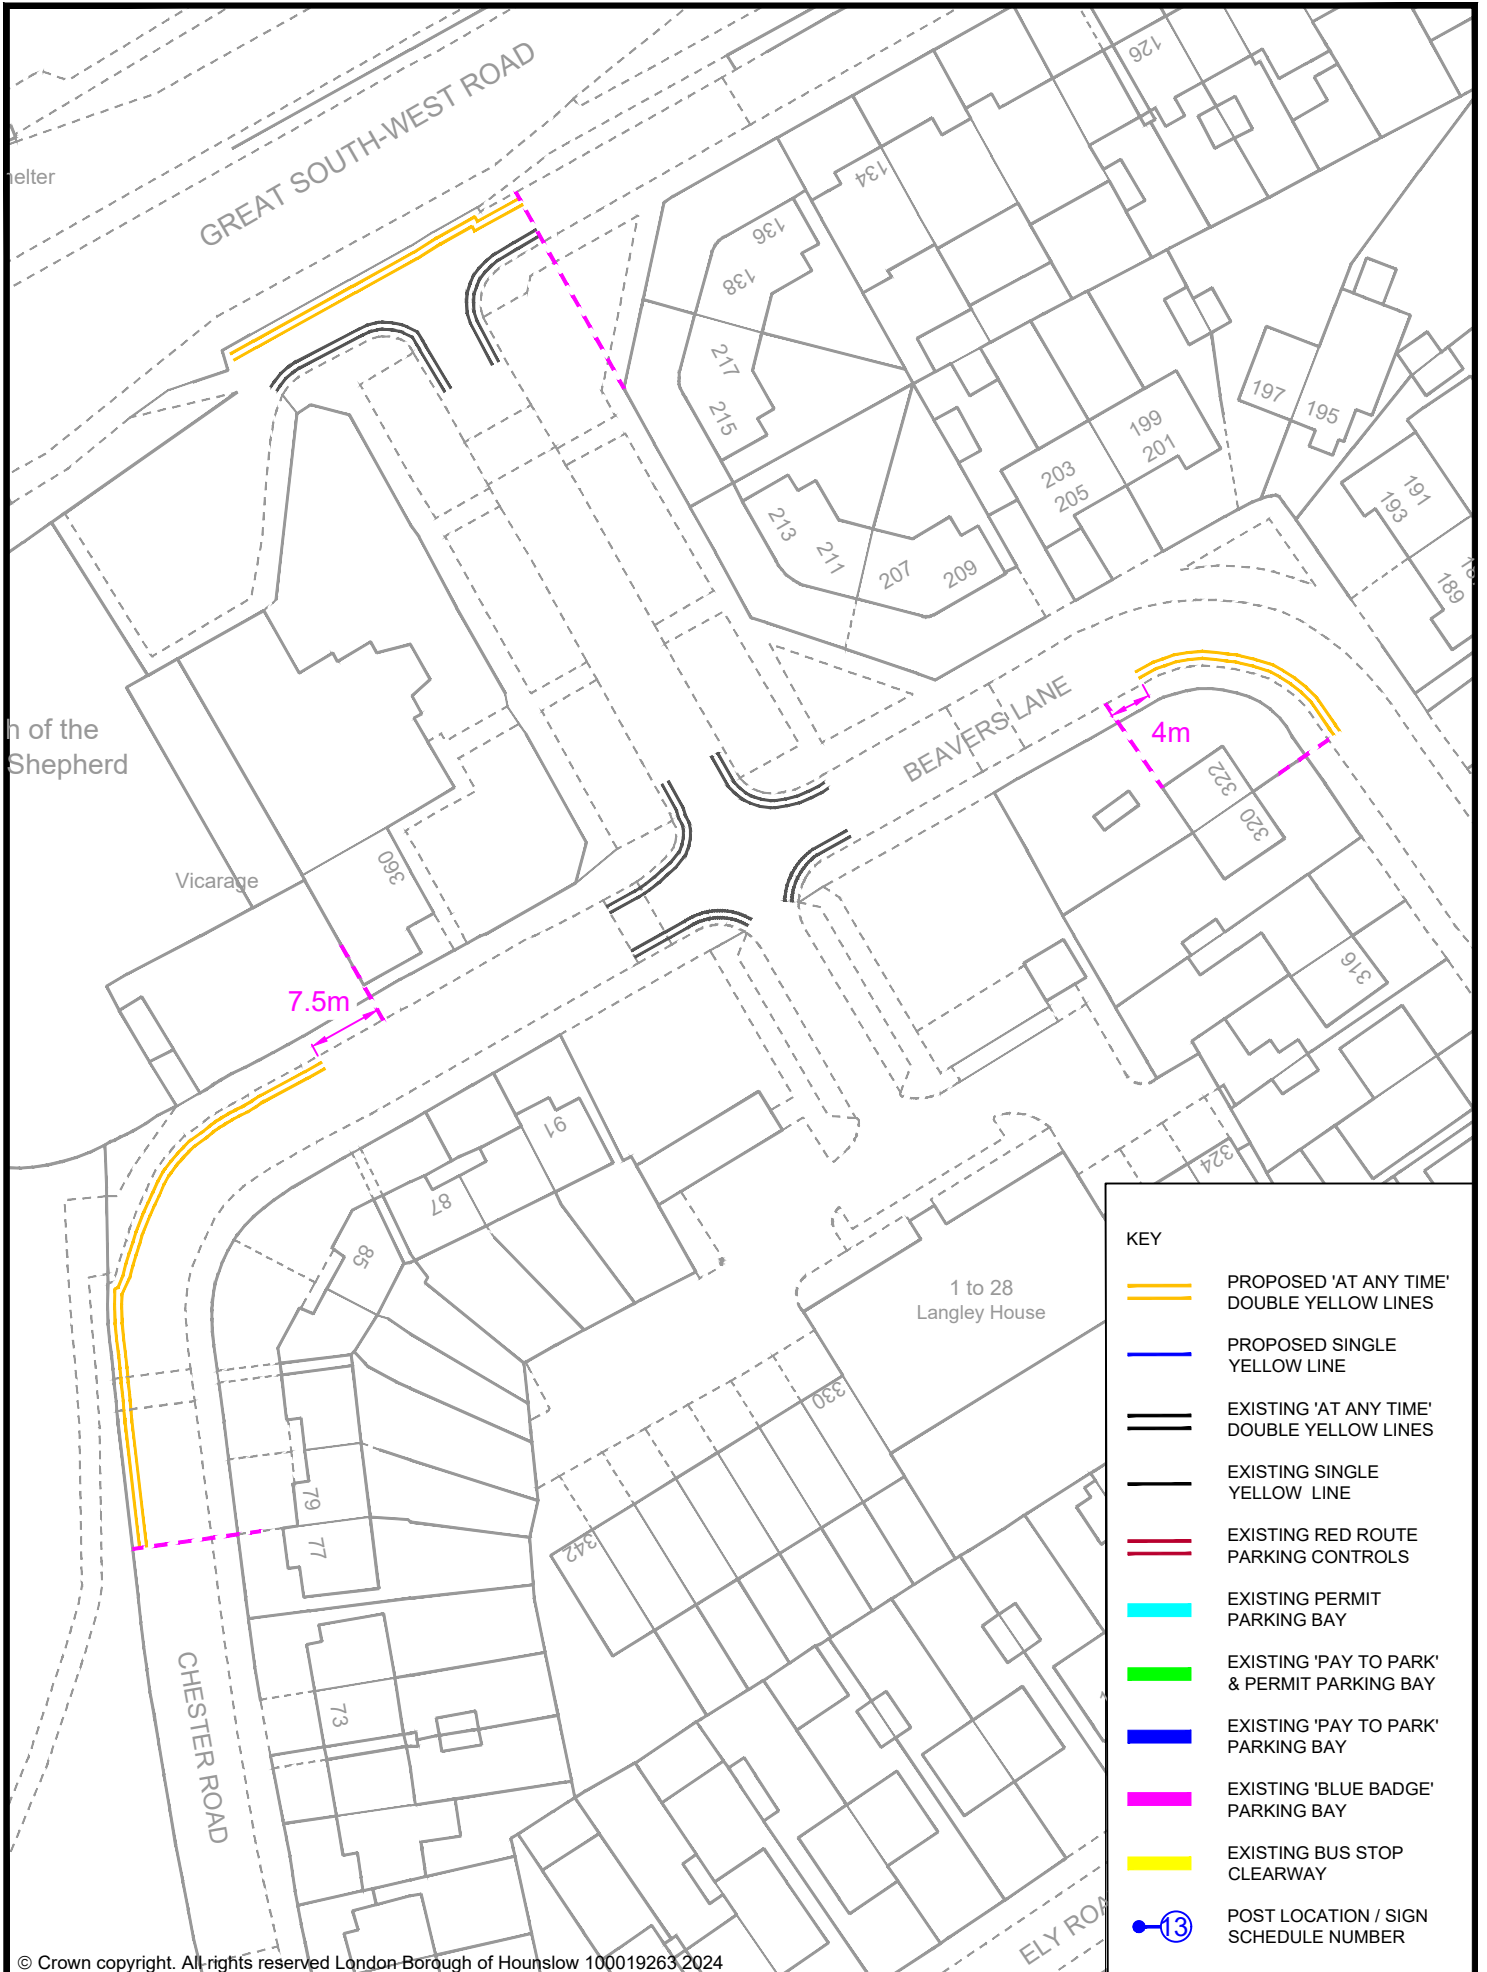 GREAT SOUTH-WEST ROAD
elter
126
134
136
138
217
215
213
211
207
209
203
205
199
201
197
195
193
191
189
BEAVERS LANE
4m
322
320
316
324
h of the
Shepherd
Vicarage
360
7.5m
91
87
85
79
77
73
CHESTER ROAD
1 to 28
Langley House
330
342
ELY ROA
KEY
PROPOSED 'AT ANY TIME'
DOUBLE YELLOW LINES
PROPOSED SINGLE
YELLOW LINE
EXISTING 'AT ANY TIME'
DOUBLE YELLOW LINES
EXISTING SINGLE
YELLOW LINE
EXISTING RED ROUTE
PARKING CONTROLS
EXISTING PERMIT
PARKING BAY
EXISTING 'PAY TO PARK'
& PERMIT PARKING BAY
EXISTING 'PAY TO PARK'
PARKING BAY
EXISTING 'BLUE BADGE'
PARKING BAY
EXISTING BUS STOP
CLEARWAY
13
POST LOCATION / SIGN
SCHEDULE NUMBER
© Crown copyright. All rights reserved London Borough of Hounslow 100019263 2024